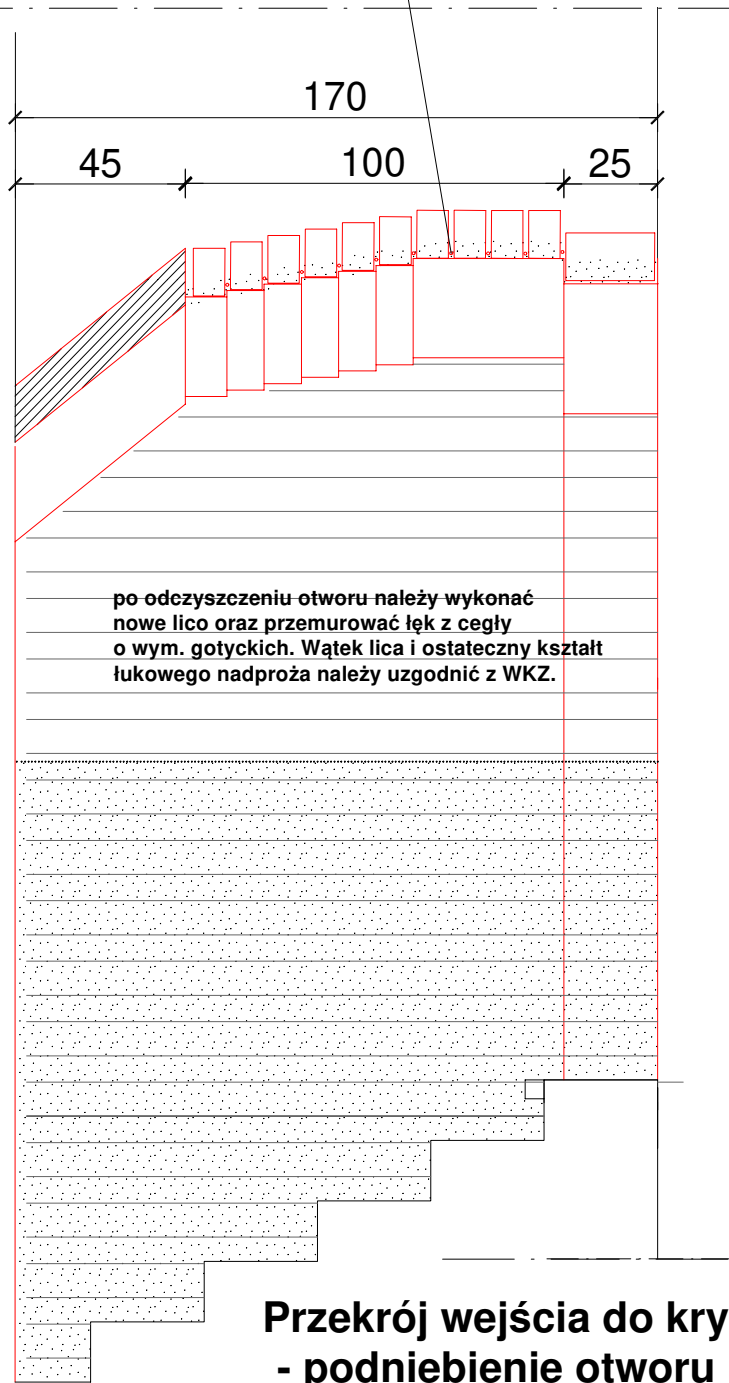 170
45 100 25
po odczyszczeniu otworu należy wykonać
nowe lico oraz przemurować łęk z cegły
o wym. gotyckich. Wątek lica i ostateczny kształt
łukowego nadproża należy uzgodnić z WKZ.
Przekrój wejścia do kry
- podniebienie otworu